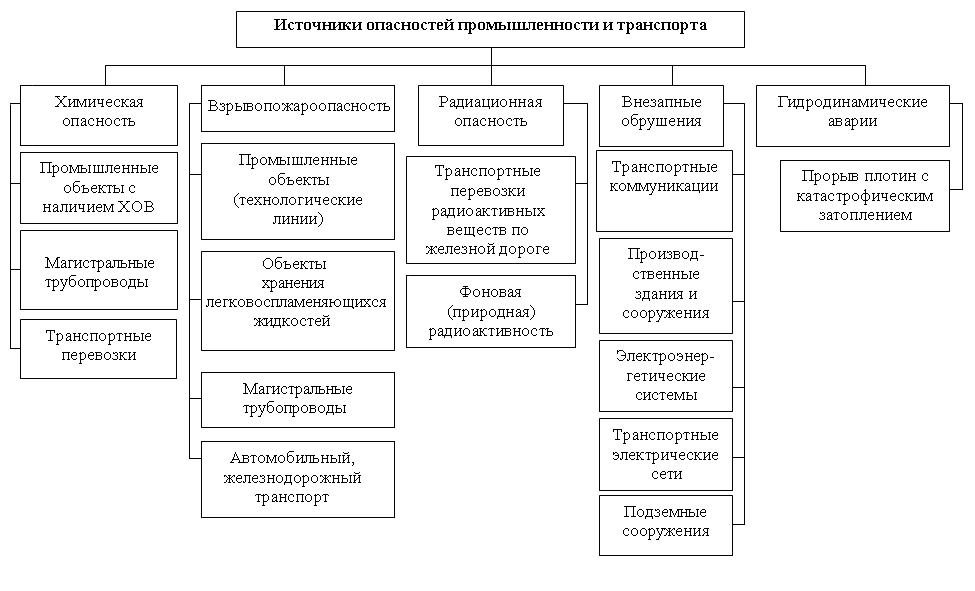 Источники опасностей промышленности и транспорта
Химическая
опасность
Промышленные
объекты с
наличием ХОВ
Магистральные
трубопроводы
Транспортные
перевозки
Взрывопожароопасность
Промышленные
объекты
(технологические
линии)
Объекты
хранения
легковоспламеняющихся
жидкостей
Магистральные
трубопроводы
Автомобильный,
железнодорожный
транспорт
Радиационная
опасность
Транспортные
перевозки
радиоактивных
веществ по
железной дороге
Фоновая
(природная)
радиоактивность
Внезапные
обрушения
Транспортные
коммуникации
Производ-
ственные
здания и
сооружения
Электроэнер-
гетические
системы
Транспортные
электрические
сети
Подземные
сооружения
Гидродинамические
аварии
Прорыв плотин с
катастрофическим
затоплением